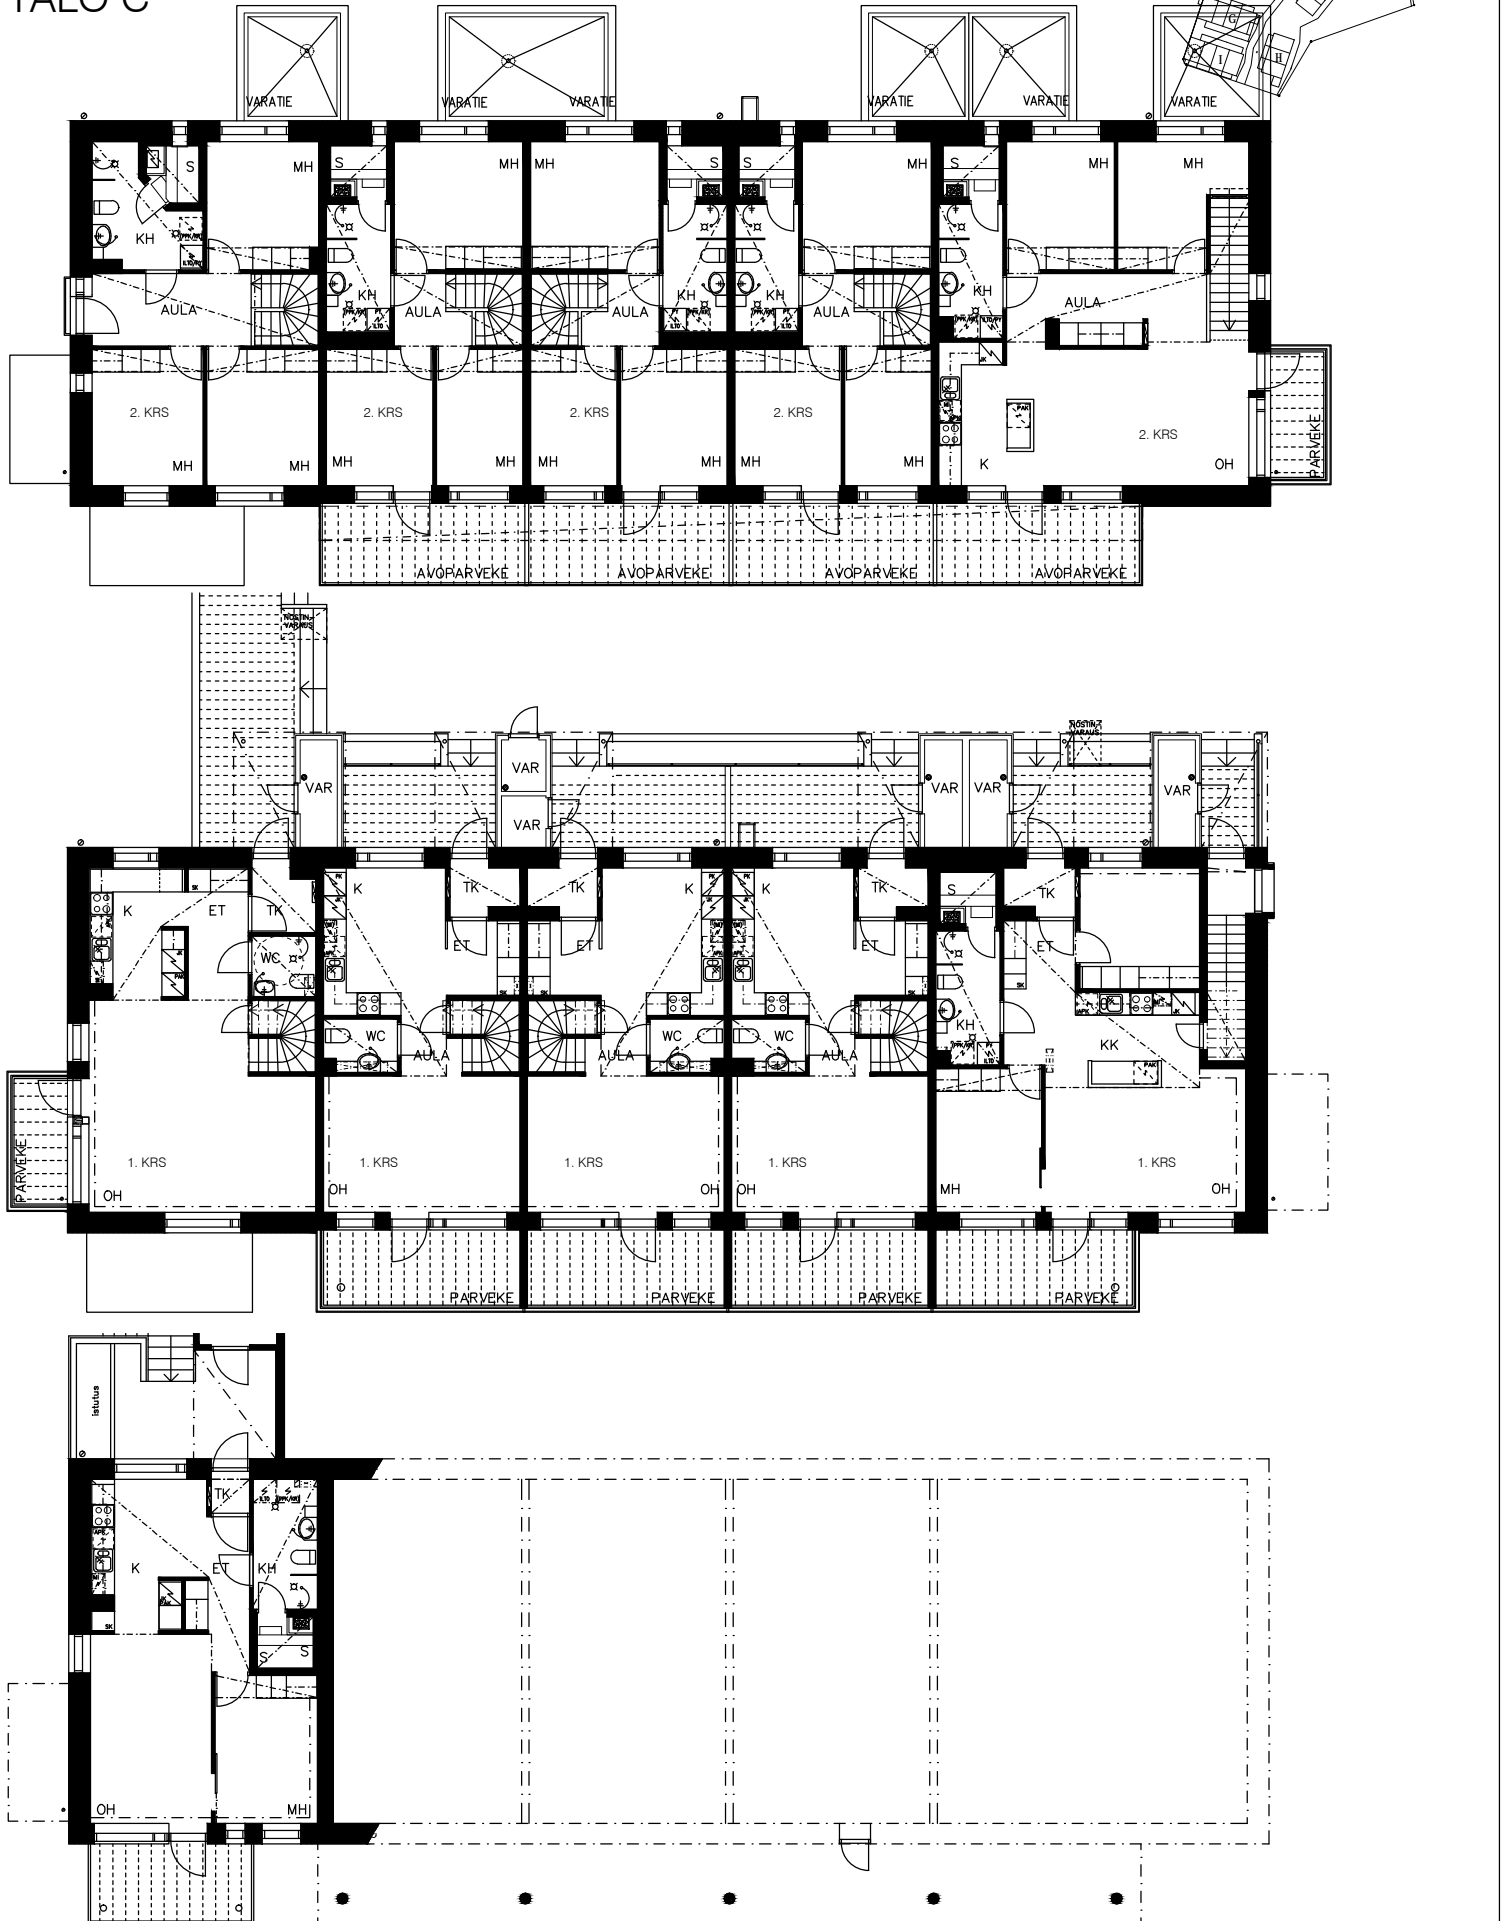 TALO C
G
I
H
VARATIE VARATIE VARATIE VARATIE VARATIE VARATIE
S MH S MH MH S S MH S MH MH
KH KH KH KH KH
AULA AULA AULA AULA AULA
2. KRS 2. KRS 2. KRS 2. KRS 2. KRS
MH MH MH MH MH MH MH MH K OH
PARVEKE
AVOPARVEKE AVOPARVEKE AVOPARVEKE AVOPARVEKE
NOSTIN-
VARAUS
NOSTIN-
VARAUS
VAR VAR VAR VAR VAR
VAR
K ET TK K TK TK K K TK S TK
ET ET ET ET
WC
WC WC WC KH KK
AULA AULA AULA
1. KRS 1. KRS 1. KRS 1. KRS 1. KRS
OH OH OH OH MH OH
PARVEKE
PARVEKE PARVEKE PARVEKE PARVEKE
istutus
TK
K ET KH
S S
OH MH